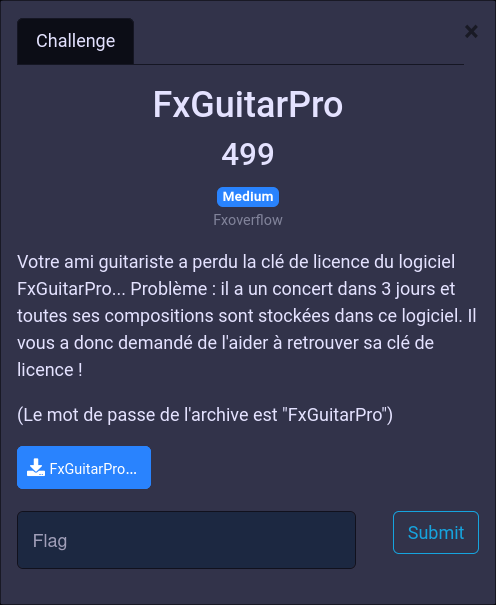 Challenge
×
FxGuitarPro
499
Medium
Fxoverflow
Votre ami guitariste a perdu la clé de licence du logiciel
FxGuitarPro... Problème : il a un concert dans 3 jours et
toutes ses compositions sont stockées dans ce logiciel. Il
vous a donc demandé de l'aider à retrouver sa clé de
licence !
(Le mot de passe de l'archive est "FxGuitarPro")
FxGuitarPro...
Flag
Submit